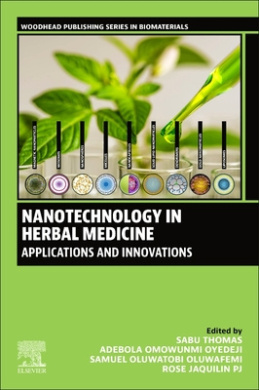 WOODHEAD PUBLISHING SERIES IN BIOMATERIALS
NANOTECHNOLOGY IN
HERBAL MEDICINE
APPLICATIONS AND INNOVATIONS
Edited by
SABU THOMAS
ADEBOLA OMOWUNMI OYEDEJI
SAMUEL OLUWATOBI OLUWAFEMI
ROSE JAQUILIN PJ
ELSEVIER